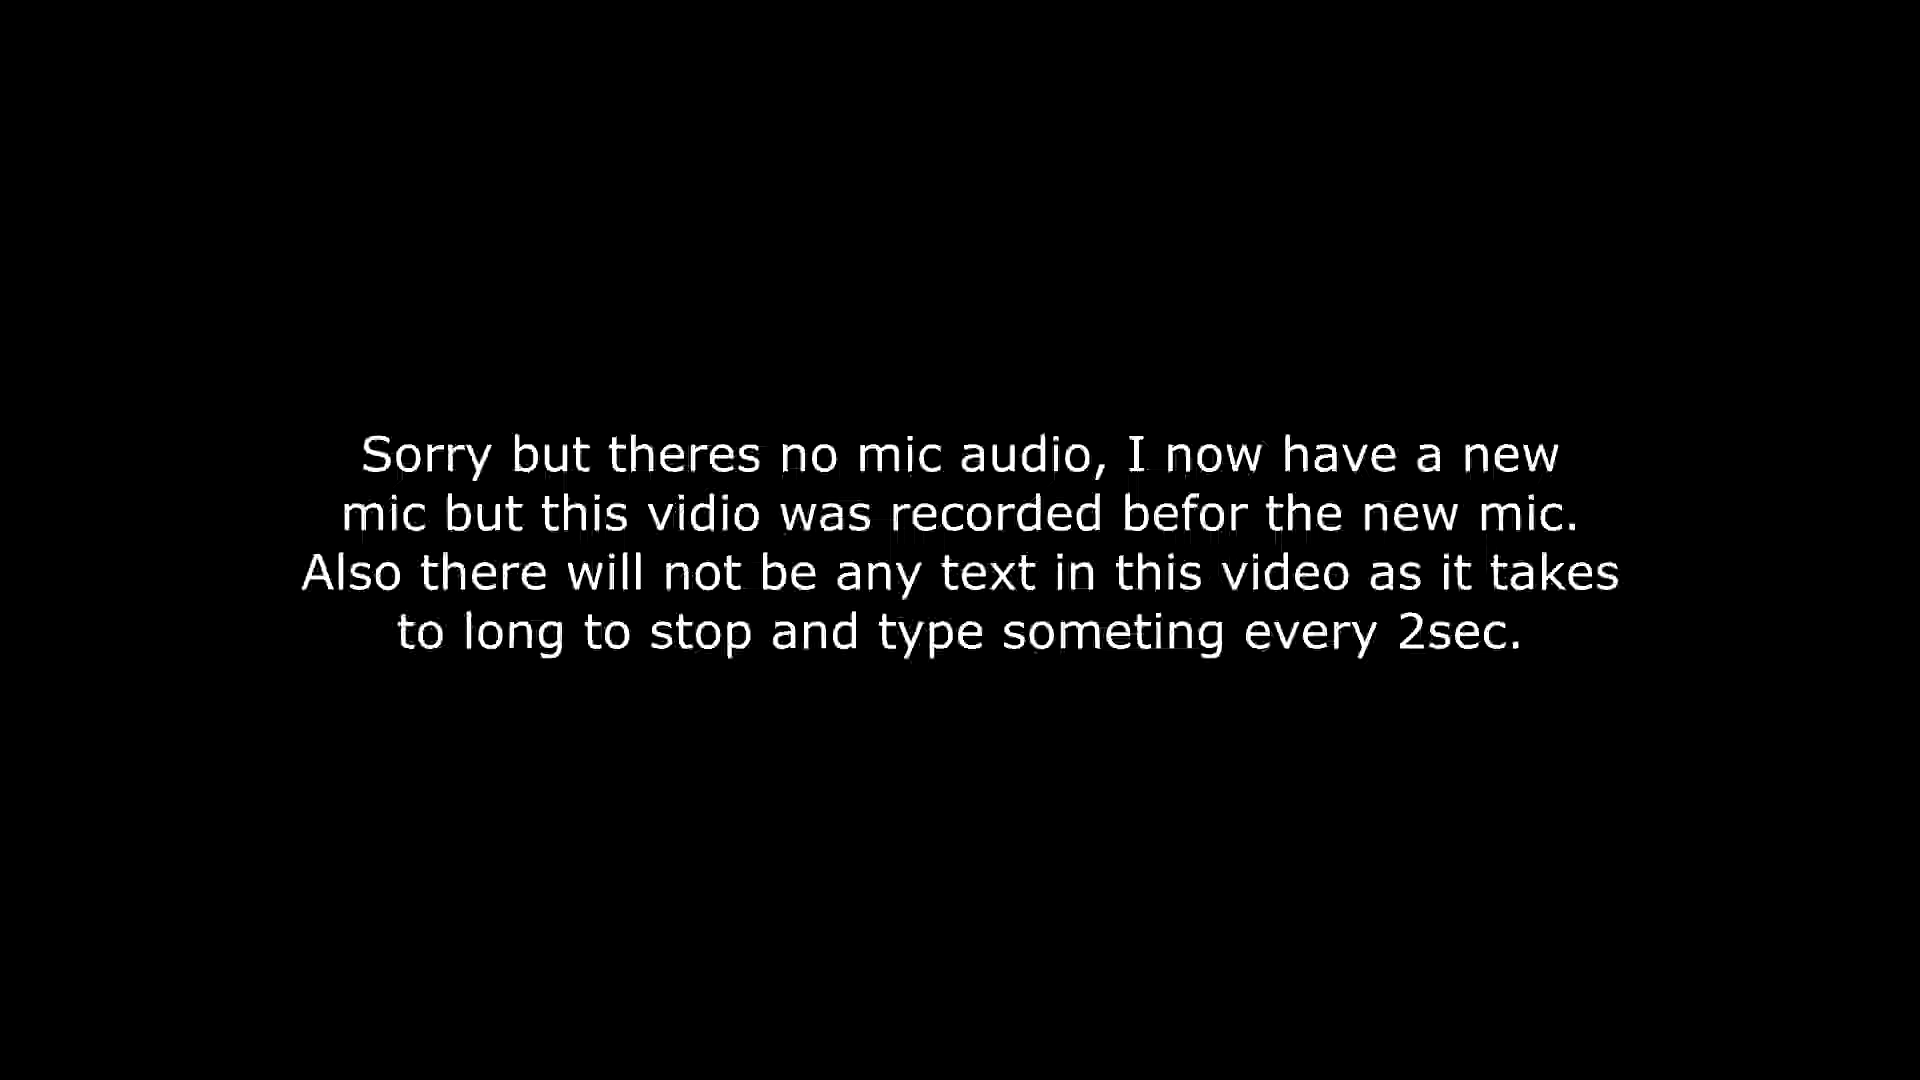 Sorry but theres no mic audio, I now have a new
mic but this vidio was recorded befor the new mic.
Also there will not be any text in this video as it takes
to long to stop and type someting every 2sec.